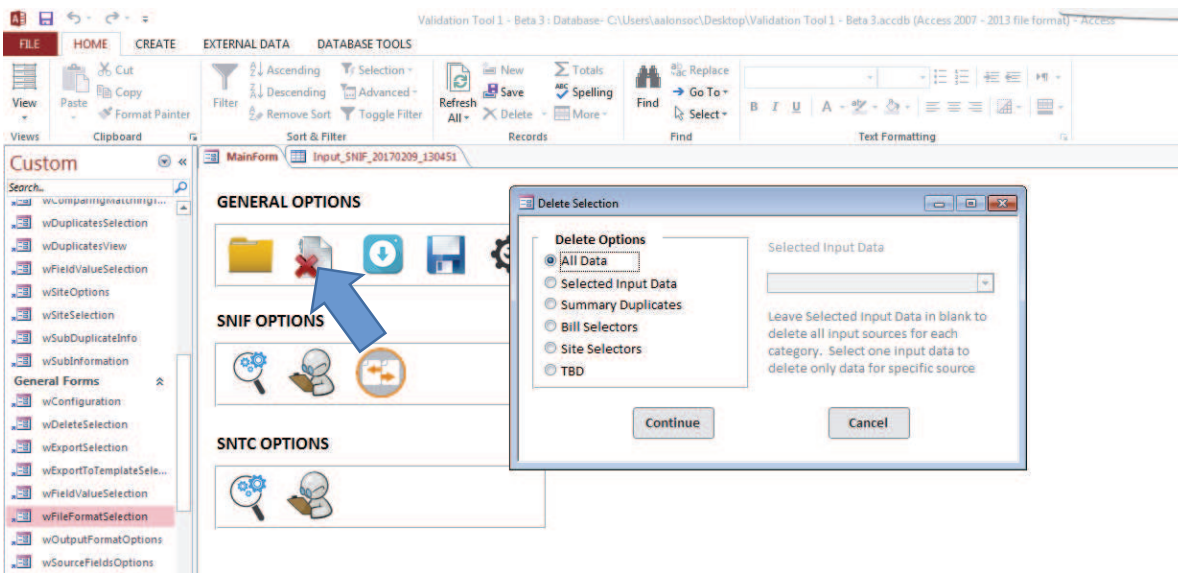 Validation Tool 1 - Beta 3 : Database- C:\Users\aalonsoc\Desktop\Validation Tool 1 - Beta 3.accdb (Access 2007 - 2013 file format) - Access
FILE HOME CREATE EXTERNAL DATA DATABASE TOOLS
View
Paste
Cut
Copy
Format Painter
Filter
Ascending
Descending
Remove Sort
Selection
Advanced
Toggle Filter
Refresh
All
New
Save
Delete
Totals
Spelling
More
Find
Replace
Go To
Select
B I U A
Views Clipboard Sort & Filter Records Find Text Formatting
Custom
Search..
wDuplicatesSelection
wDuplicatesView
wFieldValueSelection
wSiteOptions
wSiteSelection
wSubDuplicateInfo
wSubInformation
General Forms
wConfiguration
wDeleteSelection
wExportSelection
wExportToTemplateSele...
wFieldValueSelection
wFileFormatSelection
wOutputFormatOptions
wSourceFieldsOptions
MainForm Input_SNIF_20170209_130451
GENERAL OPTIONS
SNIF OPTIONS
SNTC OPTIONS
Delete Selection
Delete Options
All Data
Selected Input Data
Summary Duplicates
Bill Selectors
Site Selectors
TBD
Selected Input Data
Leave Selected Input Data in blank to
delete all input sources for each
category. Select one input data to
delete only data for specific source
Continue Cancel